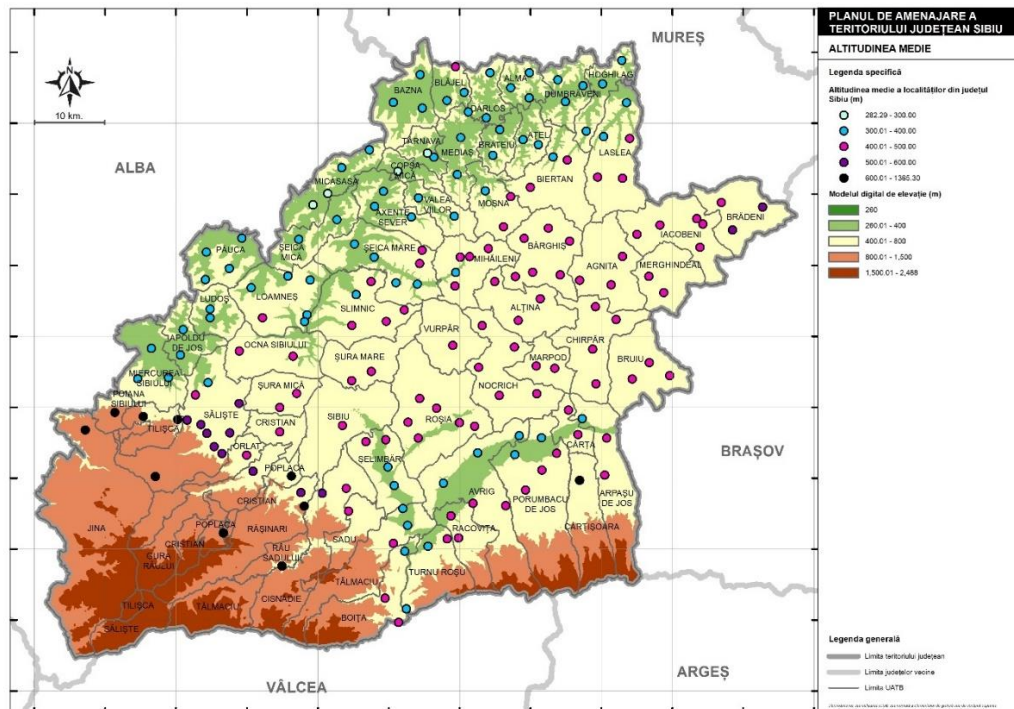 PLANUL DE AMENAJARE A
TERITORIULUI JUDEȚEAN SIBIU
ALTITUDINEA MEDIE
Legenda specifică
Altitudinea medie a localităților din județul
Sibiu (m)
282.29 - 300.00
300.01 - 400.00
400.01 - 500.00
500.01 - 600.00
600.01 - 1365.30
Modelul digital de elevație (m)
260
260.01 - 400
400.01 - 800
800.01 - 1,500
1,500.01 - 2,488
Legenda generală
Limita teritoriului județean
Limita județelor vecine
Limita UATB
N
10 km.
MUREȘ
ALBA
BRAȘOV
ARGEȘ
VÂLCEA
HOGHILAG
ALMA
BLĂJEL
BAZNA
DUMBRĂVENI
DARLOS
ATEL
TÂRNAVA
BRATEIU
MEDIAȘ
LASLEA
COPȘA
MICĂ
BIERTAN
MICĂSASA
VALEA
VIILOR
MOȘNA
AXENTE
SEVER
BRĂDENI
IACOBENI
BÂRGHIȘ
PĂUCA
ȘEICA
MICĂ
ȘEICA MARE
MIHĂILENI
AGNITA
MERGHINDEAL
LOAMNEȘ
LUDOȘ
SLIMNIC
ALȚINA
VURPĂR
CHIRPĂR
APOLDU
DE JOS
OCNA SIBIULUI
ȘURA MARE
MARPOD
BRUIU
MIERCUREA
SIBIULUI
ȘURA MICĂ
NOCRICH
POIANA
SIBIULUI
SĂLIȘTE
TILIȘCA
CRISTIAN
SIBIU
ROȘIA
ORLAT
ȘELIMBĂR
CÂRȚA
POPLACA
CRISTIAN
AVRIG
PORUMBACU
DE JOS
ARPAȘU
DE JOS
JINA
POPLACA
RĂȘINARI
CRISTIAN
SADU
RACOVIȚA
CÂRȚIȘOARA
GURA
RÂULUI
RÂU
SADULUI
TURNU ROȘU
TĂLMACIU
TILIȘCA
TĂLMACIU
CISNĂDIE
BOIȚA
SĂLIȘTE